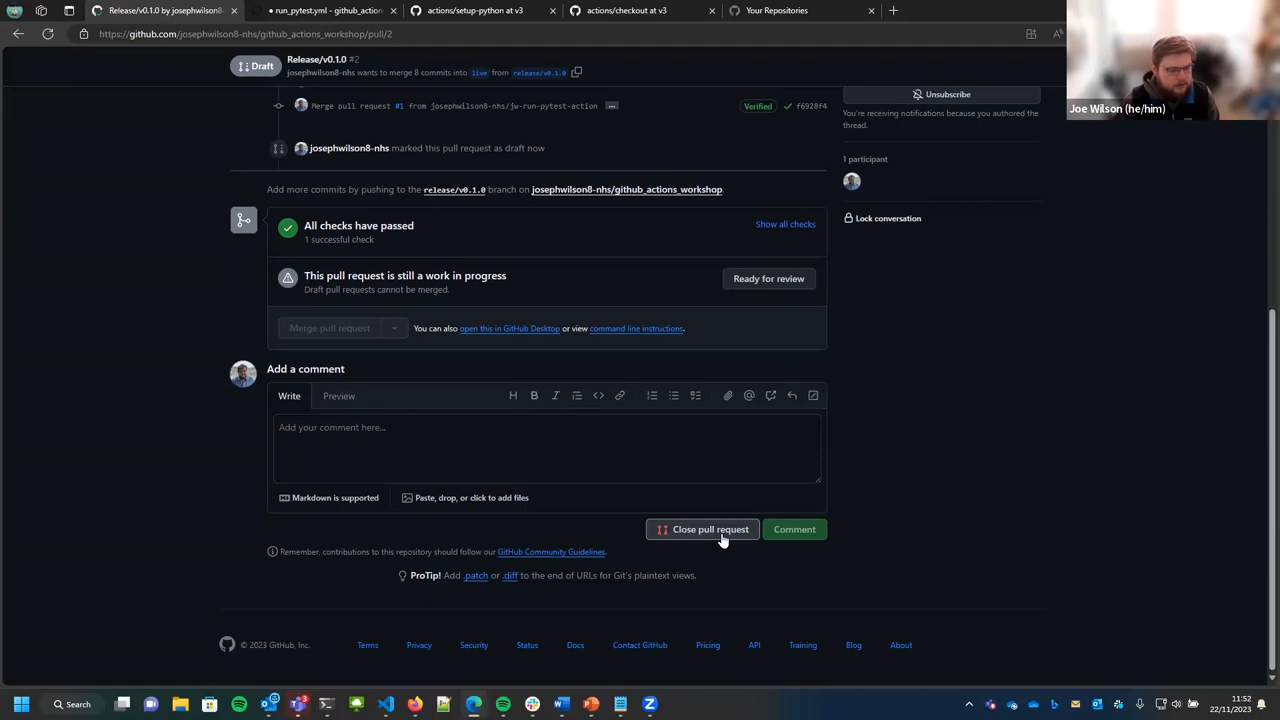 Release/v0.1.0 by josephwilson8
run_pytest.yml - github_action
actions/setup-python at v3
actions/checkout at v3
Your Repositories
https://github.com/josephwilson8-nhs/github_actions_workshop/pull/2
Draft
Release/v0.1.0 #2
josephwilson8-nhs wants to merge 8 commits into live from release/v0.1.0
Joe Wilson (he/him)
Merge pull request #1 from josephwilson8-nhs/jw-run-pytest-action ...
Verified
f6928f4
josephwilson8-nhs marked this pull request as draft now
Unsubscribe
You're receiving notifications because you authored the
thread.
1 participant
Lock conversation
Add more commits by pushing to the release/v0.1.0 branch on josephwilson8-nhs/github_actions_workshop.
All checks have passed
1 successful check
Show all checks
This pull request is still a work in progress
Draft pull requests cannot be merged.
Ready for review
Merge pull request
You can also open this in GitHub Desktop or view command line instructions.
Add a comment
Write
Preview
Add your comment here...
Markdown is supported
Paste, drop, or click to add files
Close pull request
Comment
Remember, contributions to this repository should follow our GitHub Community Guidelines.
ProTip! Add .patch or .diff to the end of URLs for Git's plaintext views.
© 2023 GitHub, Inc.
Terms
Privacy
Security
Status
Docs
Contact GitHub
Pricing
API
Training
Blog
About
Search
11:52
22/11/2023